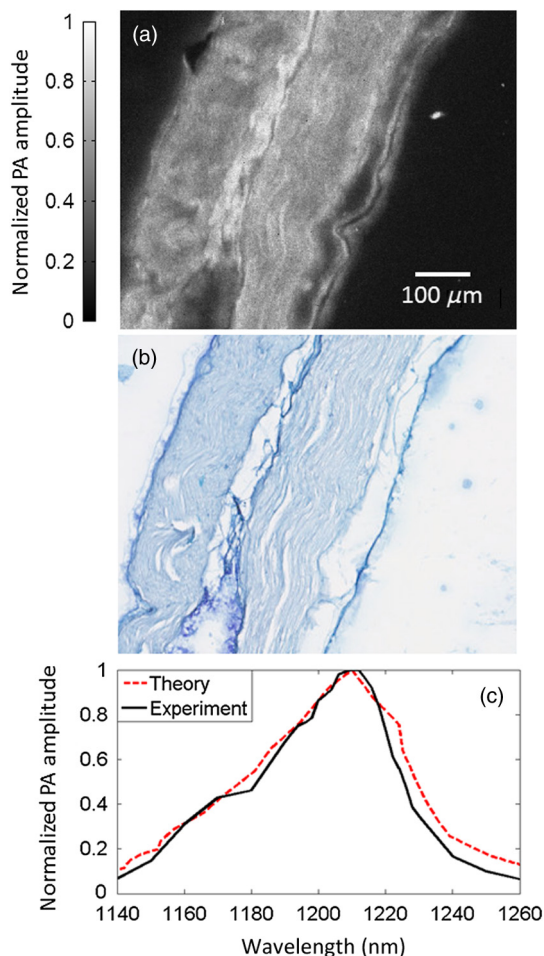 1
0.8
0.6
0.4
0.2
0
Normalized PA amplitude
(a)
100 μm
(b)
1
0.8
0.6
0.4
0.2
0
Normalized PA amplitude
Theory
Experiment
(c)
1140 1160 1180 1200 1220 1240 1260
Wavelength (nm)